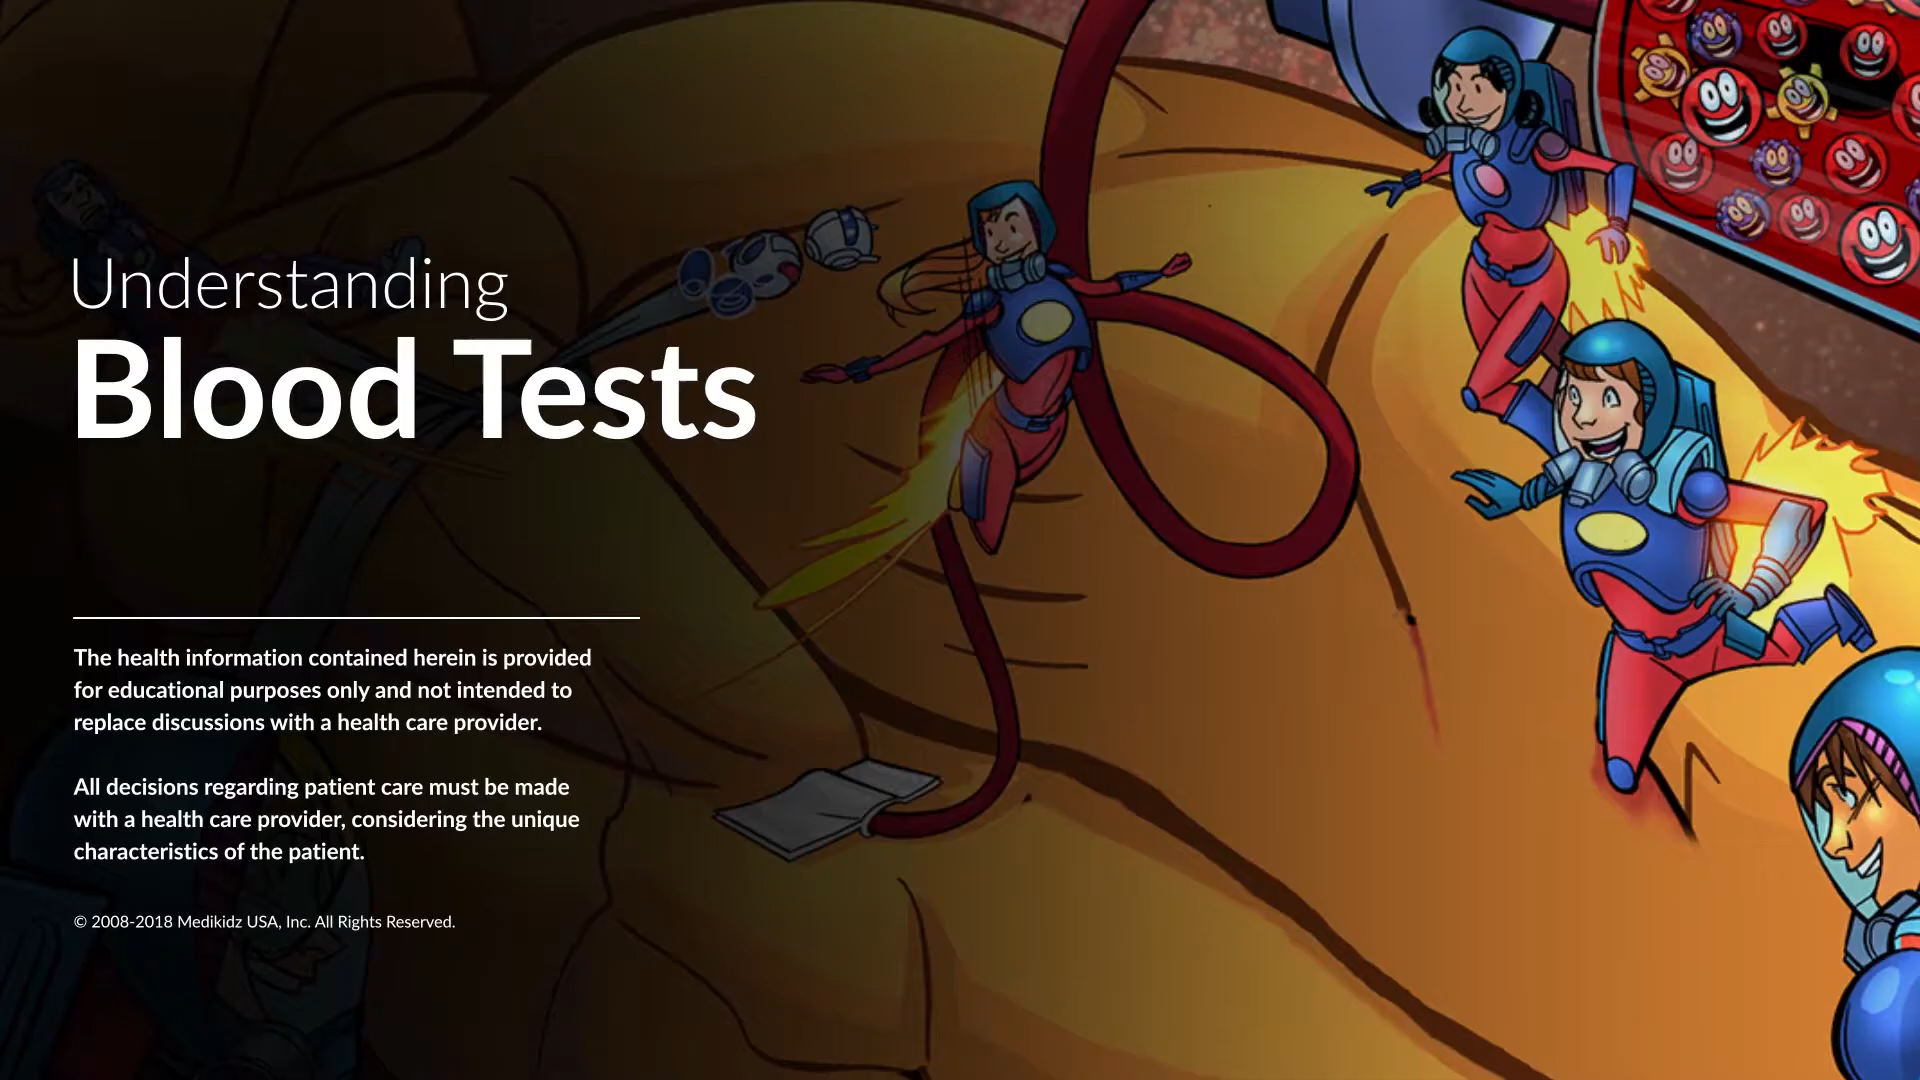 Understanding
Blood Tests
The health information contained herein is provided
for educational purposes only and not intended to
replace discussions with a health care provider.
All decisions regarding patient care must be made
with a health care provider, considering the unique
characteristics of the patient.
© 2008-2018 Medikidz USA, Inc. All Rights Reserved.